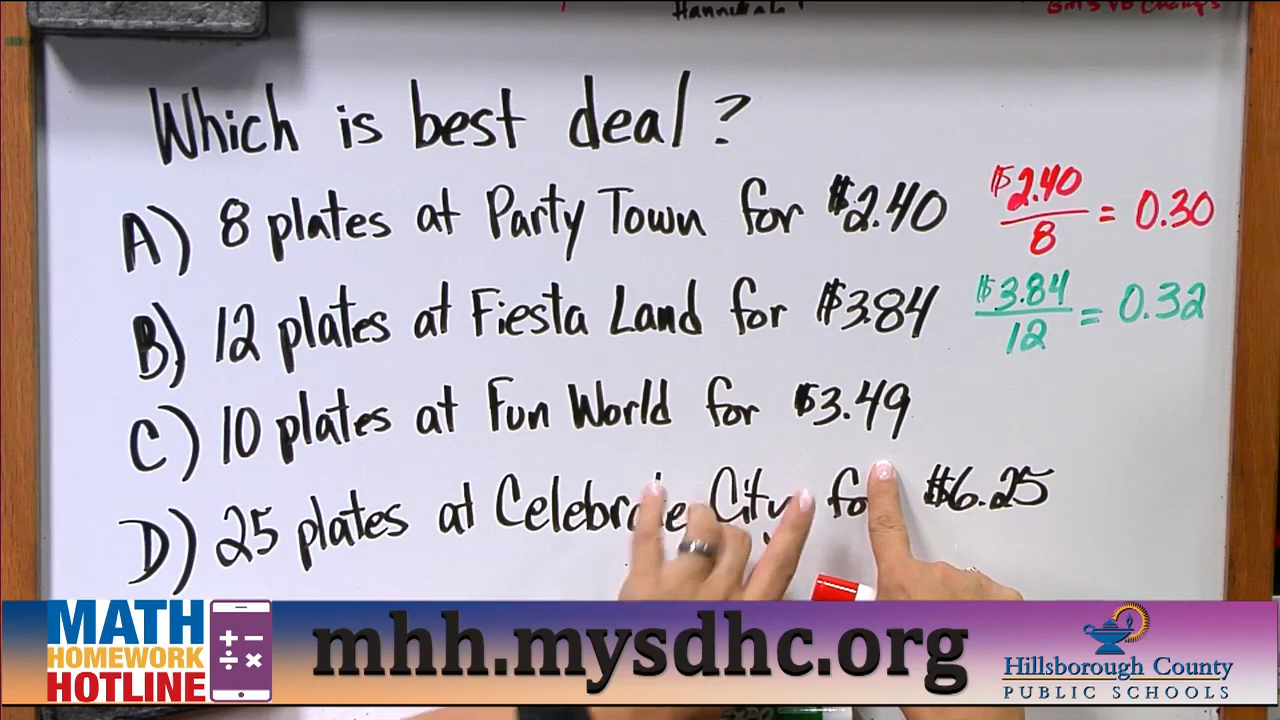 Which is best deal?
A) 8 plates at Party Town for $2.40
$2.40
8
= 0.30
B) 12 plates at Fiesta Land for $3.84
$3.84
12
= 0.32
C) 10 plates at Fun World for $3.49
D) 25 plates at Celebrate City for $6.25
MATH
HOMEWORK
HOTLINE
mhh.mysdhc.org
Hillsborough County
PUBLIC SCHOOLS